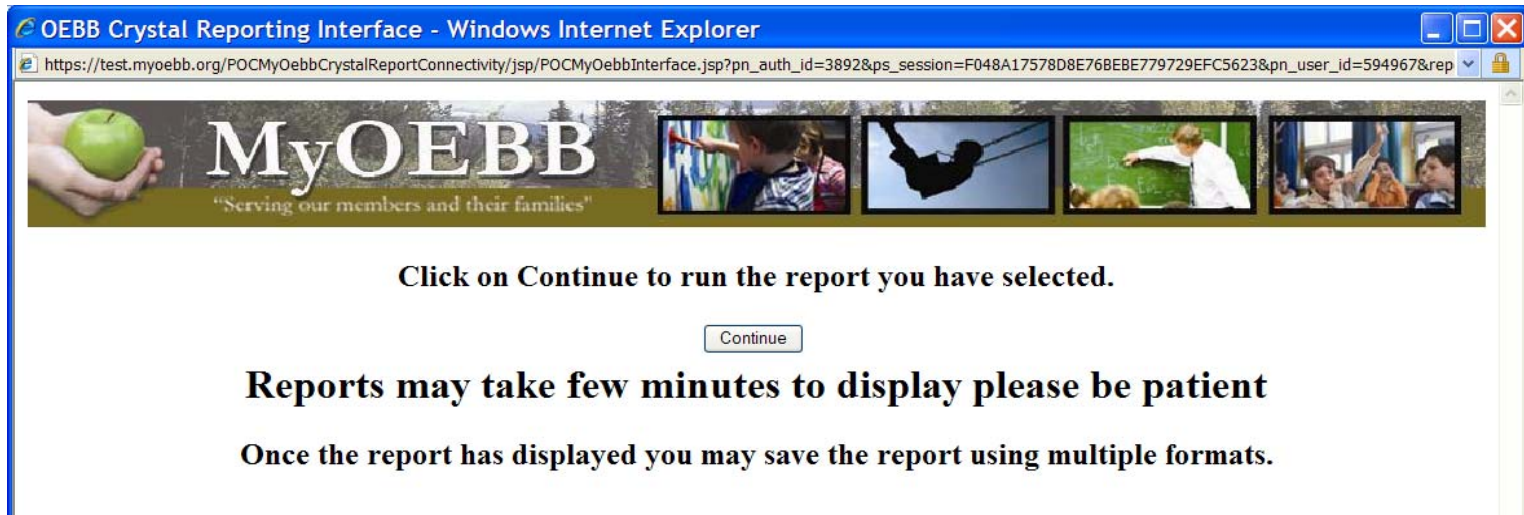 OEBB Crystal Reporting Interface - Windows Internet Explorer
https://test.myoebb.org/POCMyOebbCrystalReportConnectivity/jsp/POCMyOebbInterface.jsp?pn_auth_id=3892&ps_session=F048A17578D8E76BEBE779729EFC5623&pn_user_id=594967&rep
MyOEBB
"Serving our members and their families"
Click on Continue to run the report you have selected.
Continue
Reports may take few minutes to display please be patient
Once the report has displayed you may save the report using multiple formats.